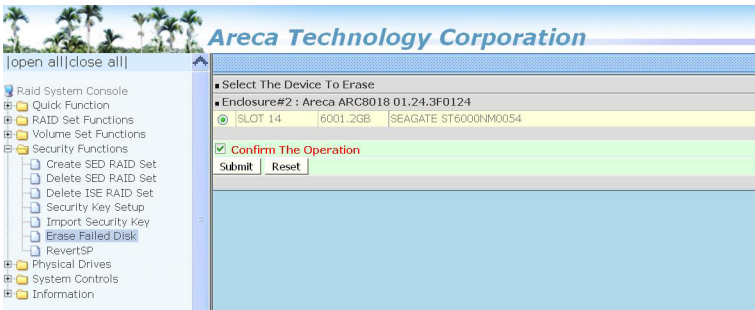 Areca Technology Corporation
|open all|close all|
Raid System Console
Quick Function
RAID Set Functions
Volume Set Functions
Security Functions
Create SED RAID Set
Delete SED RAID Set
Delete ISE RAID Set
Security Key Setup
Import Security Key
Erase Failed Disk
RevertSP
Physical Drives
System Controls
Information
Select The Device To Erase
Enclosure#2 : Areca ARC8018 01.24.3F0124
SLOT 14 6001.2GB SEAGATE ST6000NM0054
Confirm The Operation
Submit Reset